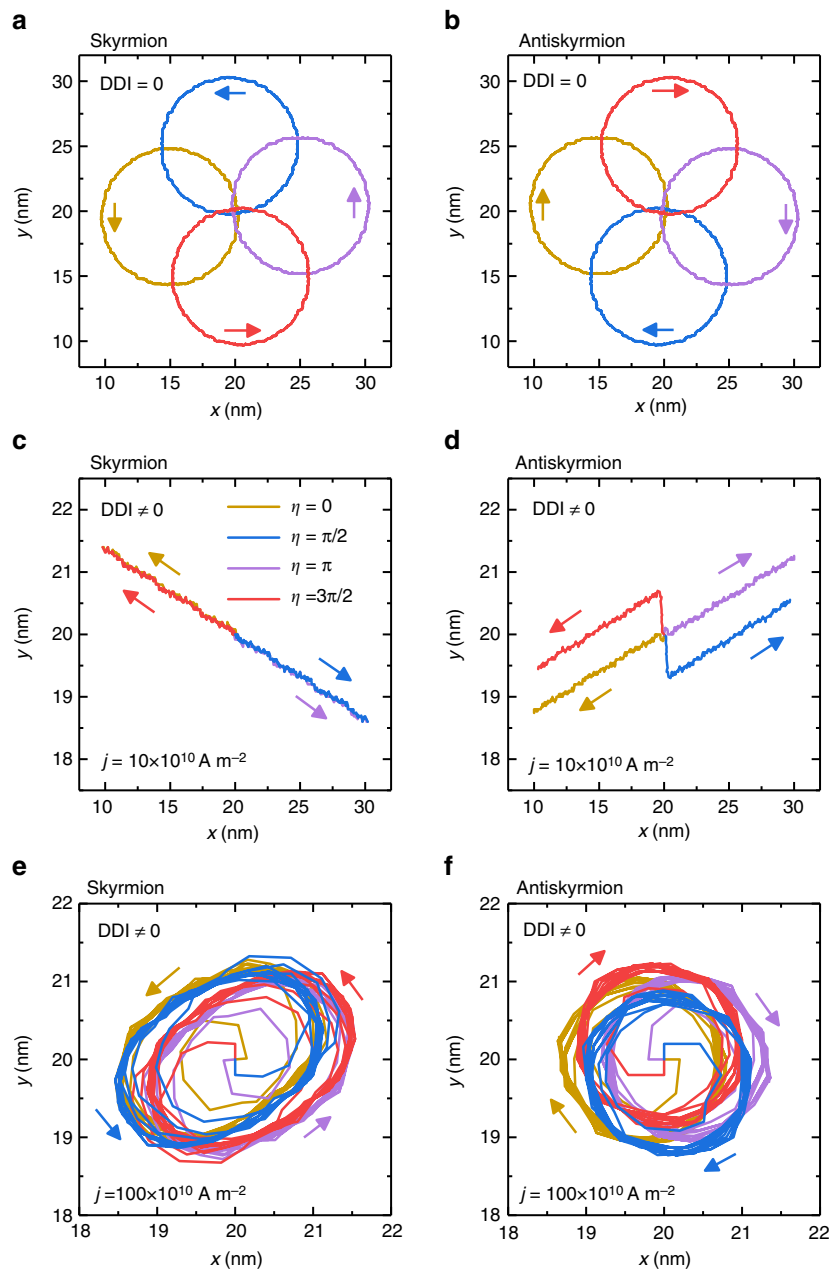 a
Skyrmion
DDI = 0
30
25
20
15
10
y (nm)
10 15 20 25 30
x (nm)
b
Antiskyrmion
DDI = 0
30
25
20
15
10
y (nm)
10 15 20 25 30
x (nm)
c
Skyrmion
DDI ≠ 0
η = 0
η = π/2
η = π
η =3π/2
22
21
20
19
18
y (nm)
j = 10×10¹⁰ A m⁻²
10 15 20 25 30
x (nm)
d
Antiskyrmion
DDI ≠ 0
22
21
20
19
18
y (nm)
j = 10×10¹⁰ A m⁻²
10 15 20 25 30
x (nm)
e
Skyrmion
DDI ≠ 0
22
21
20
19
18
y (nm)
j =100×10¹⁰ A m⁻²
18 19 20 21 22
x (nm)
f
Antiskyrmion
DDI ≠ 0
22
21
20
19
18
y (nm)
j = 100×10¹⁰ A m⁻²
18 19 20 21 22
x (nm)